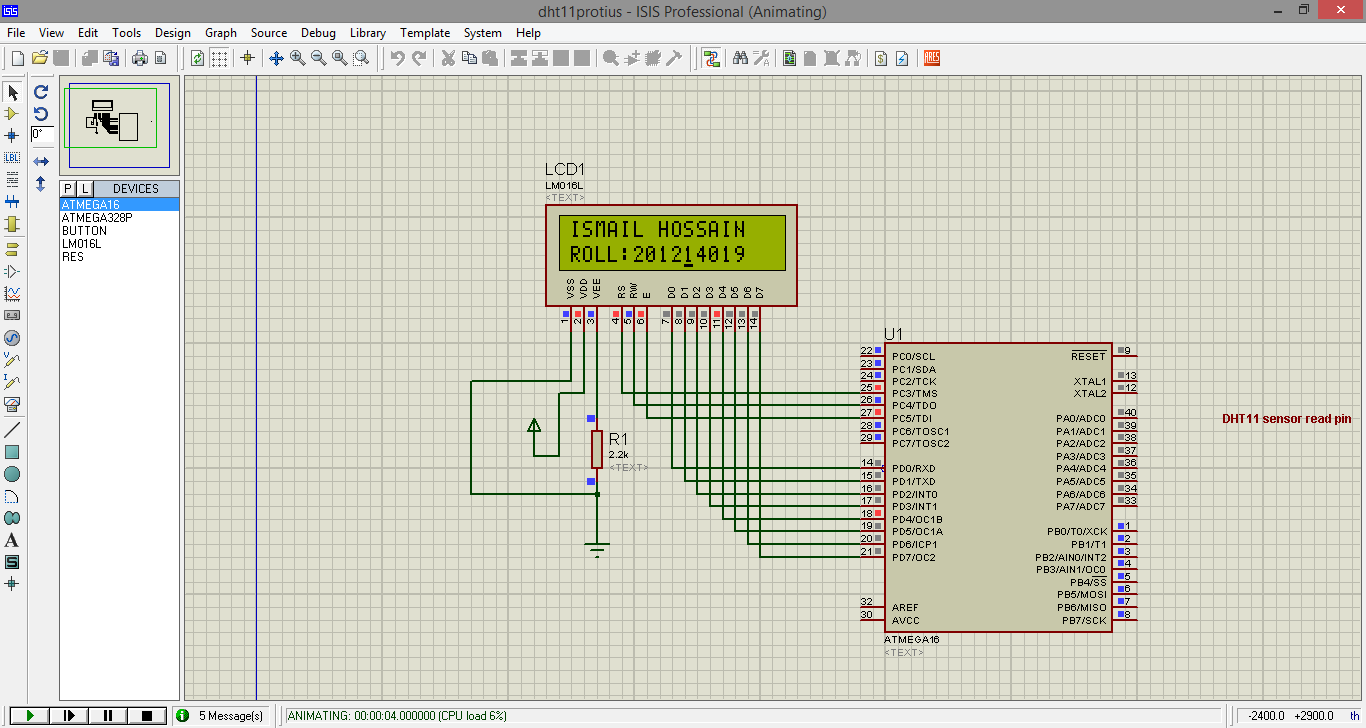 dht11protius - ISIS Professional (Animating)
File View Edit Tools Design Graph Source Debug Library Template System Help
ARES
0°
LBL
P L DEVICES
ATMEGA16
ATMEGA328P
BUTTON
LM016L
RES
LCD1
LM016L
<TEXT>
ISMAIL HOSSAIN
ROLL:201214019
VSS VDD VEE RS RW E D0 D1 D2 D3 D4 D5 D6 D7
1 2 3 4 5 6 7 8 9 10 11 12 13 14
R1
2.2k
<TEXT>
U1
22 PC0/SCL RESET 9
23 PC1/SDA
24 PC2/TCK XTAL1 13
25 PC3/TMS XTAL2 12
26 PC4/TDO
27 PC5/TDI PA0/ADC0 40
28 PC6/TOSC1 PA1/ADC1 39
29 PC7/TOSC2 PA2/ADC2 38
PA3/ADC3 37
14 PD0/RXD PA4/ADC4 36
15 PD1/TXD PA5/ADC5 35
16 PD2/INT0 PA6/ADC6 34
17 PD3/INT1 PA7/ADC7 33
18 PD4/OC1B
19 PD5/OC1A PB0/T0/XCK 1
20 PD6/ICP1 PB1/T1 2
21 PD7/OC2 PB2/AIN0/INT2 3
PB3/AIN1/OC0 4
PB4/SS 5
PB5/MOSI 6
32 AREF PB6/MISO 7
30 AVCC PB7/SCK 8
ATMEGA16
<TEXT>
DHT11 sensor read pin
5 Message(s)
ANIMATING: 00:00:04.000000 (CPU load 6%)
-2400.0 +2900.0 th